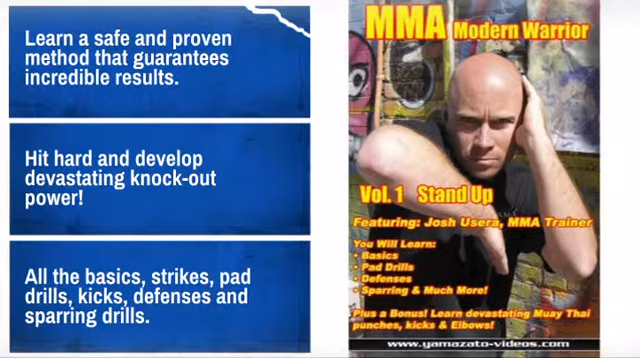 Learn a safe and proven
method that guarantees
incredible results.
Hit hard and develop
devastating knock-out
power!
All the basics, strikes, pad
drills, kicks, defenses and
sparring drills.
MMA Modern Warrior
Vol. 1 Stand Up
Featuring: Josh Usera, MMA Trainer
You Will Learn:
• Basics
• Pad Drills
• Defenses
• Sparring & Much More!
Plus a Bonus! Learn devastating Muay Thai
punches, kicks & Elbows!
www.yamazato-videos.com